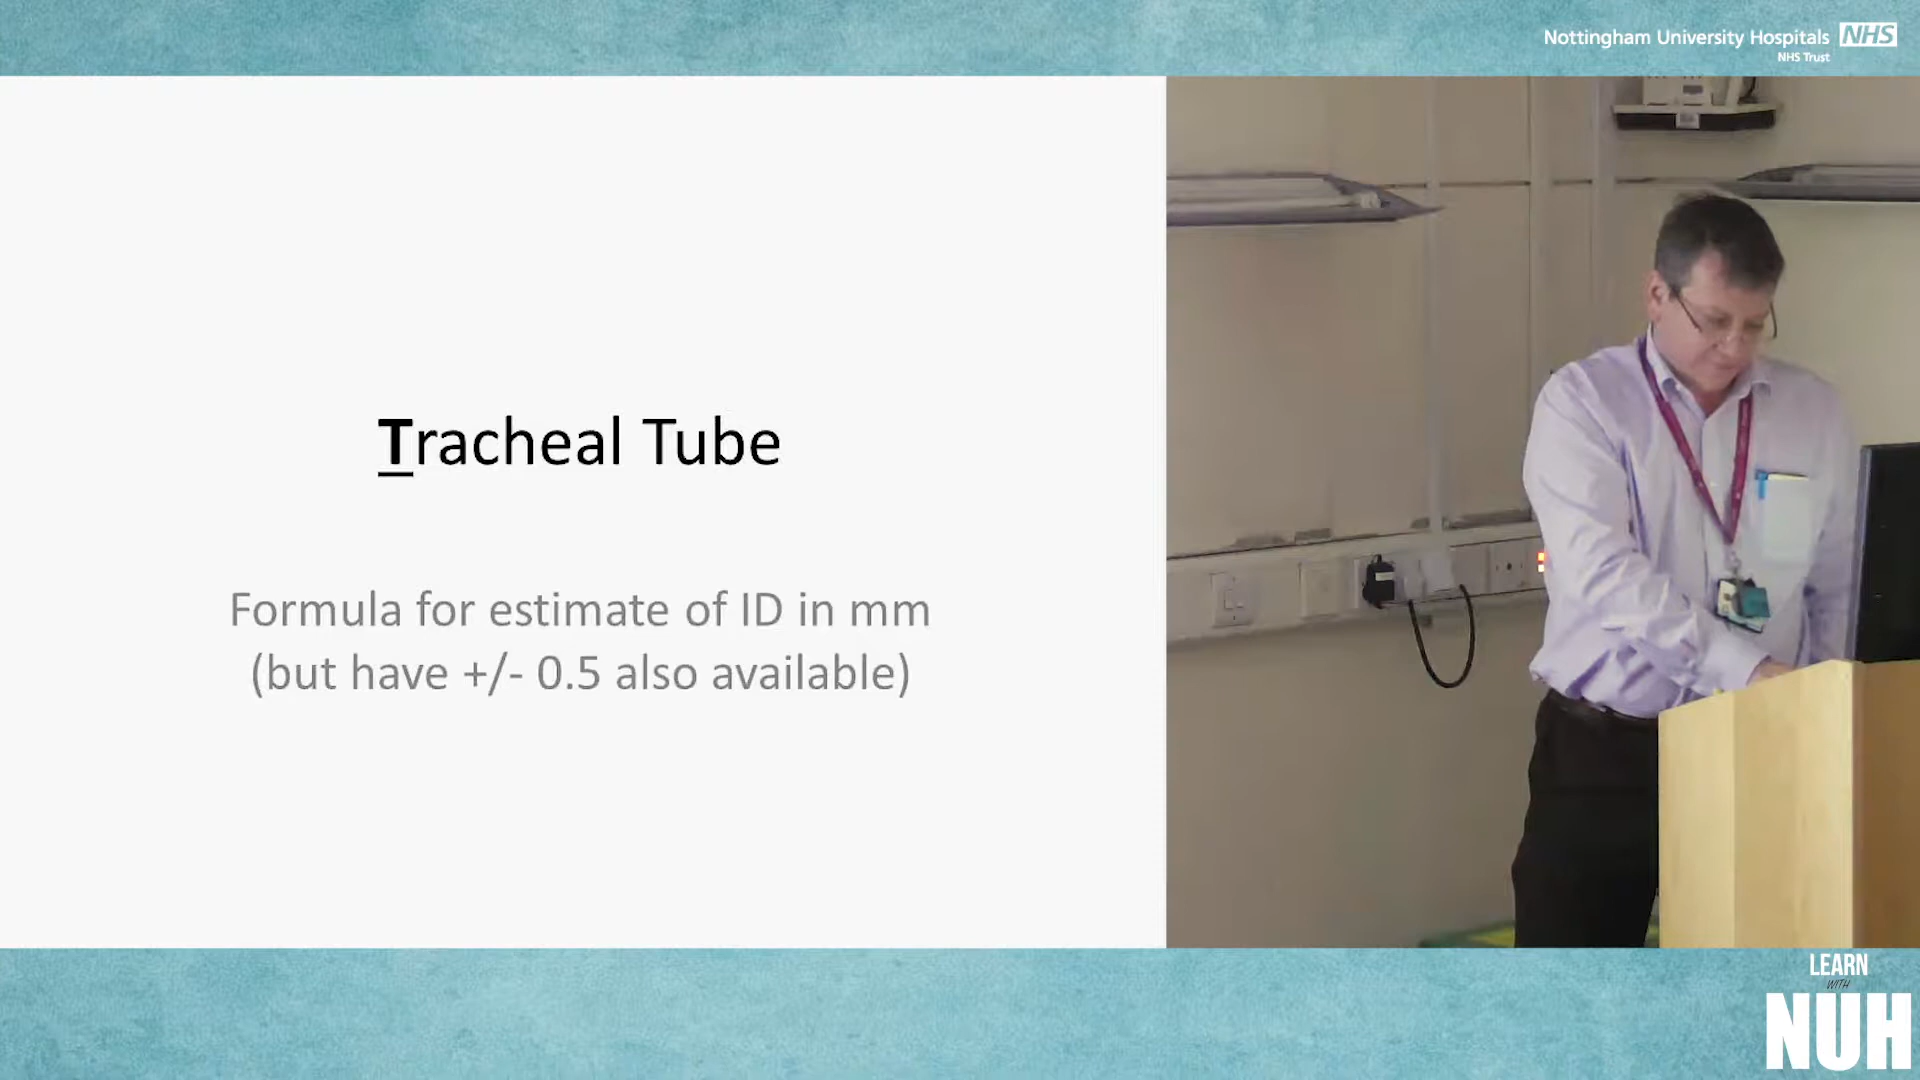 Nottingham University Hospitals NHS
NHS Trust
Tracheal Tube
Formula for estimate of ID in mm
(but have +/- 0.5 also available)
LEARN
WITH
NUH